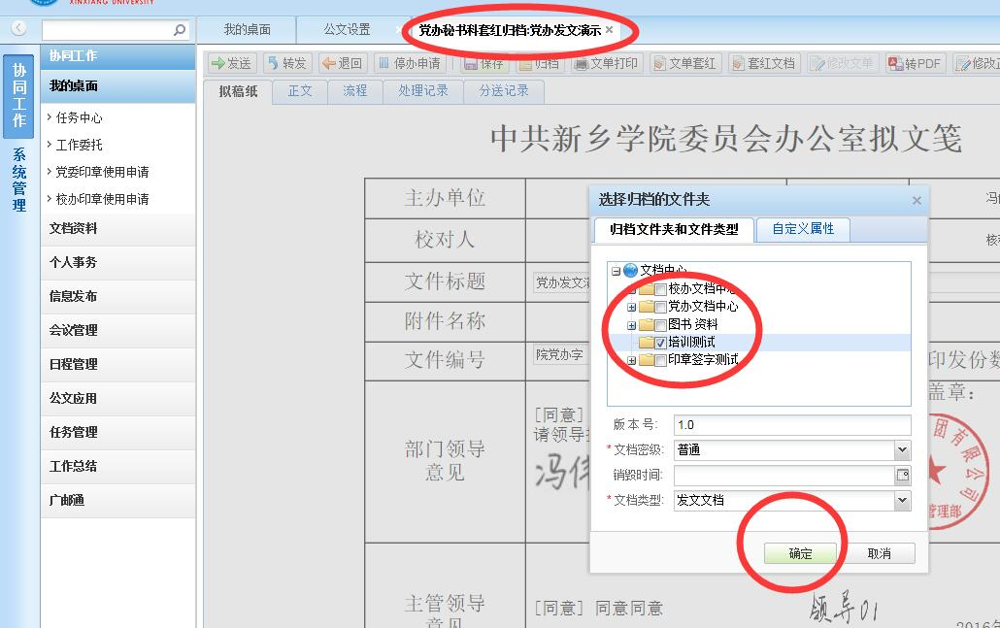 XINXIANG UNIVERSITY
我的桌面
公文设置
党办秘书科套红归档:党办发文演示
协同工作
系统管理
协同工作
我的桌面
任务中心
工作委托
党委印章使用申请
校办印章使用申请
文档资料
个人事务
信息发布
会议管理
日程管理
公文应用
任务管理
工作总结
广邮通
发送
转发
退回
停办申请
保存
归档
文单打印
文单套红
套红文档
修改文单
转PDF
修改正
拟稿纸
正文
流程
处理记录
分送记录
中共新乡学院委员会办公室拟文笺
主办单位
校对人
文件标题
党办发文演
附件名称
文件编号
院党办字
印发份数
盖章:
部门领导
意见
[同意]
请领导
冯伟
主管领导
意见
[同意] 同意同意
领导01
2016年
选择归档的文件夹
归档文件夹和文件类型
自定义属性
文档中心
校办文档中心
党办文档中心
图书 资料
培训测试
印章签字测试
版本号:
1.0
*文档密级:
普通
销毁时间:
*文档类型:
发文文档
确定
取消
团有限公司
管理部